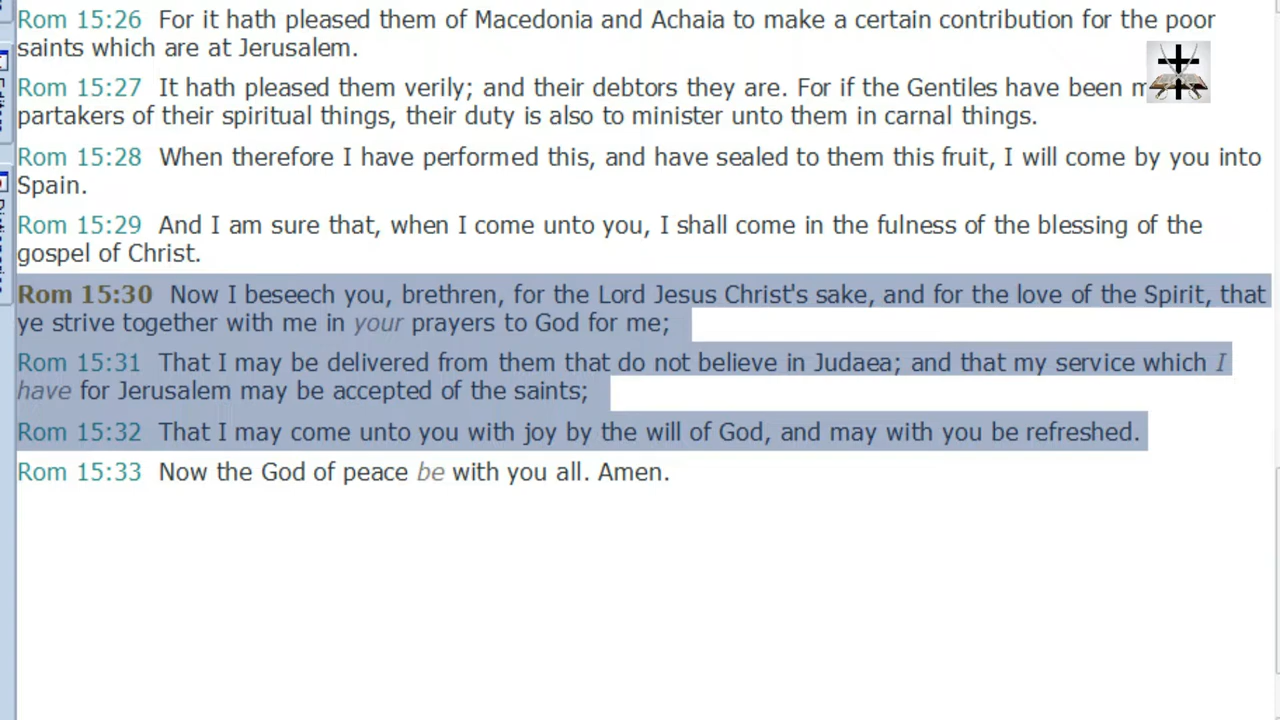 Rom 15:26 For it hath pleased them of Macedonia and Achaia to make a certain contribution for the poor
saints which are at Jerusalem.
Rom 15:27 It hath pleased them verily; and their debtors they are. For if the Gentiles have been
partakers of their spiritual things, their duty is also to minister unto them in carnal things.
Rom 15:28 When therefore I have performed this, and have sealed to them this fruit, I will come by you into
Spain.
Rom 15:29 And I am sure that, when I come unto you, I shall come in the fulness of the blessing of the
gospel of Christ.
Rom 15:30 Now I beseech you, brethren, for the Lord Jesus Christ's sake, and for the love of the Spirit, that
ye strive together with me in your prayers to God for me;
Rom 15:31 That I may be delivered from them that do not believe in Judaea; and that my service which I
have for Jerusalem may be accepted of the saints;
Rom 15:32 That I may come unto you with joy by the will of God, and may with you be refreshed.
Rom 15:33 Now the God of peace be with you all. Amen.